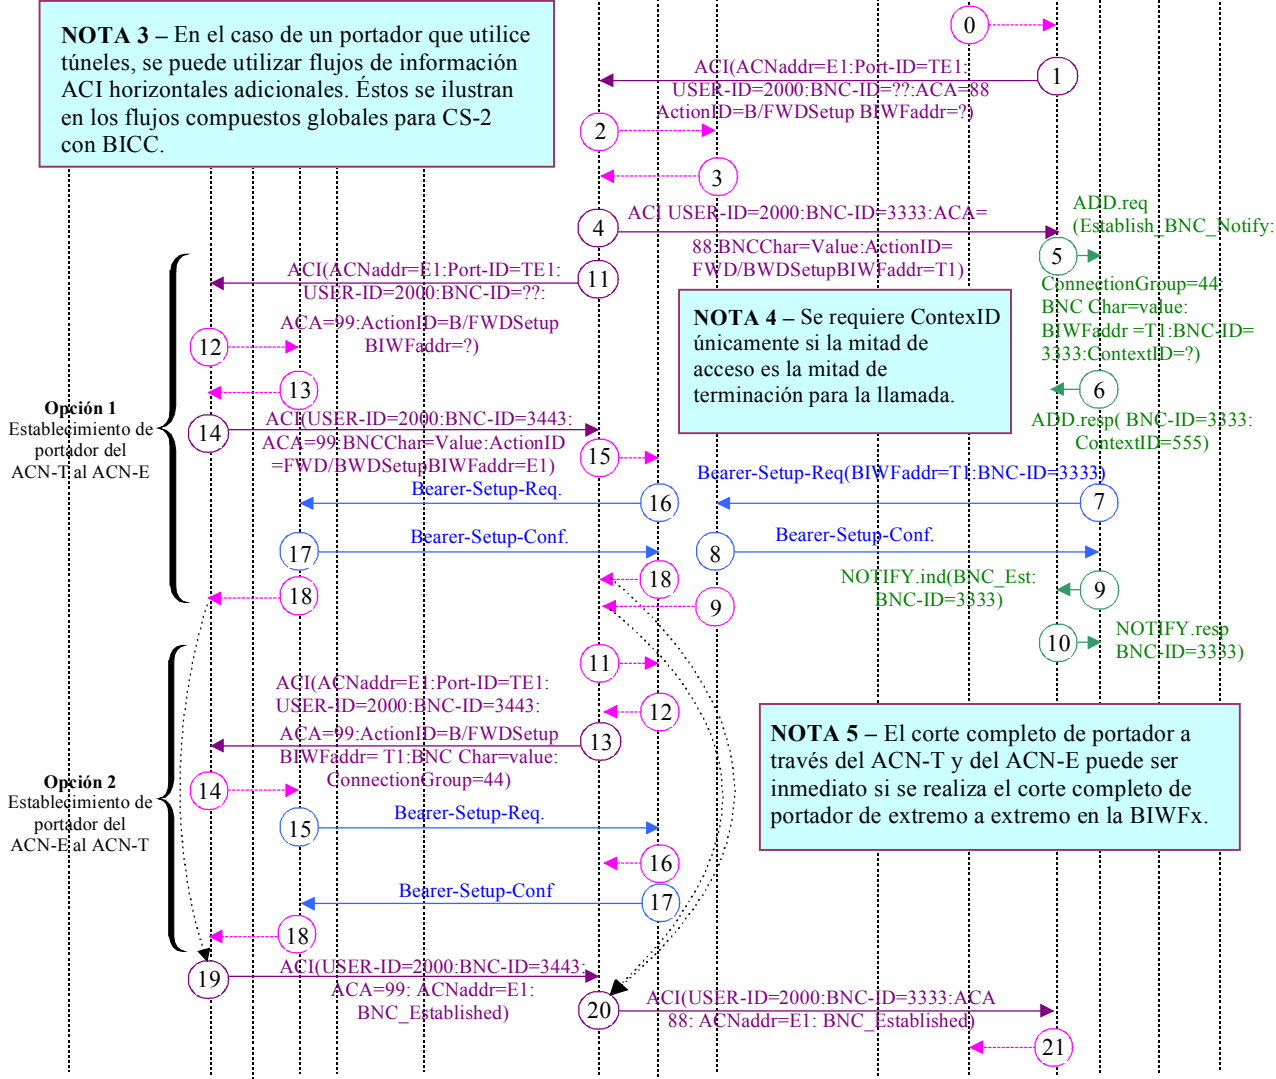 NOTA 3 – En el caso de un portador que utilice
túneles, se puede utilizar flujos de información
ACI horizontales adicionales. Éstos se ilustran
en los flujos compuestos globales para CS-2
con BICC.
0
ACI(ACNaddr=E1:Port-ID=TE1:
USER-ID=2000:BNC-ID=??:ACA=88
ActionID=B/FWDSetup BIWFaddr=?)
1
2
3
4
ACI USER-ID=2000:BNC-ID=3333:ACA=
88:BNCChar=Value:ActionID=
FWD/BWDSetupBIWFaddr=T1)
ADD.req
(Establish_BNC_Notify:
5
ConnectionGroup=44:
BNC Char=value:
BIWFaddr =T1:BNC-ID=
3333:ContextID=?)
6
ADD.resp( BNC-ID=3333:
ContextID=555)
11
ACI(ACNaddr=E1:Port-ID=TE1:
USER-ID=2000:BNC-ID=??:
ACA=99:ActionID=B/FWDSetup
BIWFaddr=?)
NOTA 4 – Se requiere ContexID
únicamente si la mitad de
acceso es la mitad de
terminación para la llamada.
12
13
Opción 1
Establecimiento de
portador del
ACN-T al ACN-E
14
ACI(USER-ID=2000:BNC-ID=3443:
ACA=99:BNCChar=Value:ActionID
=FWD/BWDSetupBIWFaddr=E1)
15
Bearer-Setup-Req.
16
Bearer-Setup-Req(BIWFaddr=T1:BNC-ID=3333)
7
17
Bearer-Setup-Conf.
8
Bearer-Setup-Conf.
18
18
NOTIFY.ind(BNC_Est:
BNC-ID=3333)
9
9
10
NOTIFY.resp
BNC-ID=3333)
11
ACI(ACNaddr=E1:Port-ID=TE1:
USER-ID=2000:BNC-ID=3443:
ACA=99:ActionID=B/FWDSetup
BIWFaddr= T1:BNC Char=value:
ConnectionGroup=44)
12
13
NOTA 5 – El corte completo de portador a
través del ACN-T y del ACN-E puede ser
inmediato si se realiza el corte completo de
portador de extremo a extremo en la BIWFx.
Opción 2
Establecimiento de
portador del
ACN-E al ACN-T
14
15
Bearer-Setup-Req.
16
Bearer-Setup-Conf
17
18
19
ACI(USER-ID=2000:BNC-ID=3443:
ACA=99: ACNaddr=E1:
BNC_Established)
20
ACI(USER-ID=2000:BNC-ID=3333:ACA
88: ACNaddr=E1: BNC_Established)
21